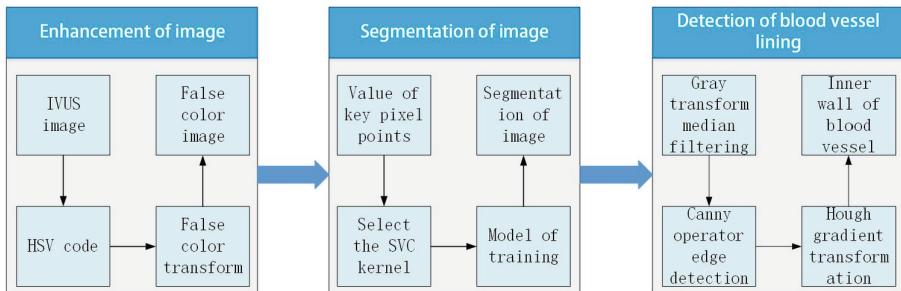 Enhancement of image
IVUS
image
False
color
image
HSV code
False
color
transform
Segmentation of image
Value of
key pixel
points
Segmentat
ion of
image
Select
the SVC
kernel
Model of
training
Detection of blood vessel
lining
Gray
transform
median
filtering
Inner
wall of
blood
vessel
Canny
operator
edge
detection
Hough
gradient
transform
ation